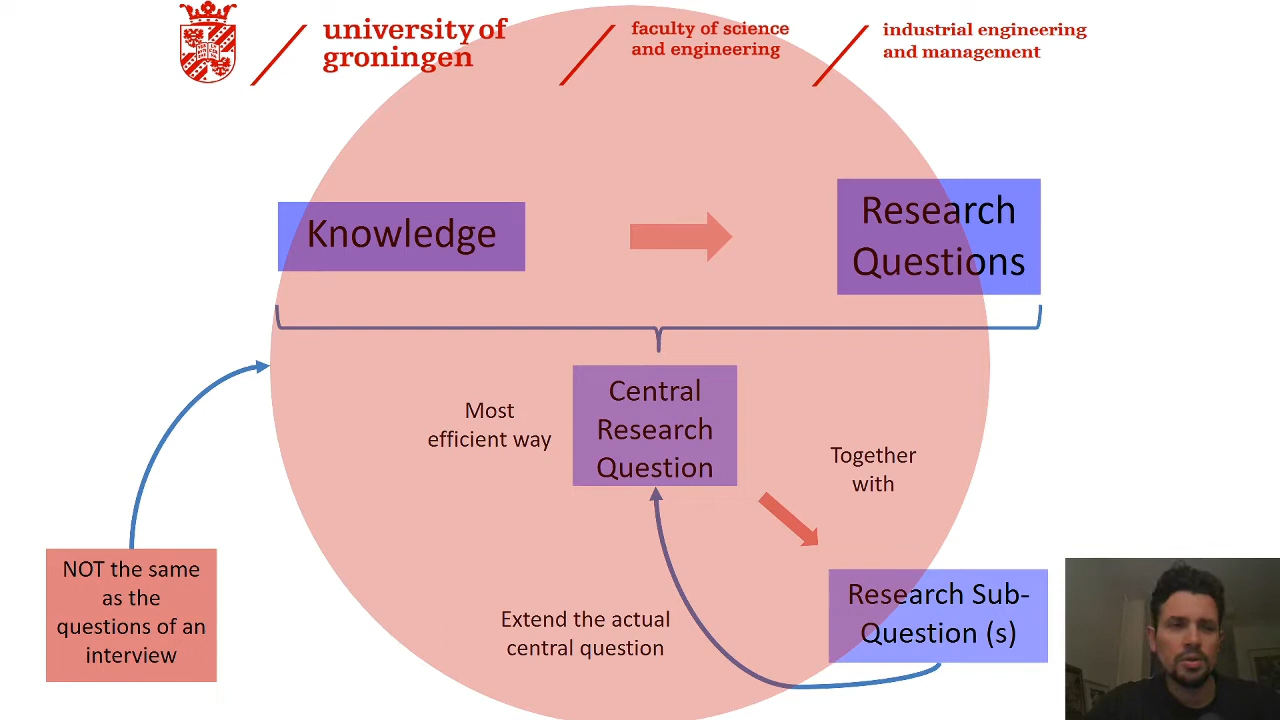 university of
groningen
faculty of science
and engineering
industrial engineering
and management
Knowledge
Research
Questions
Central
Research
Question
Most
efficient way
Together
with
NOT the same
as the
questions of an
interview
Research Sub-
Question (s)
Extend the actual
central question